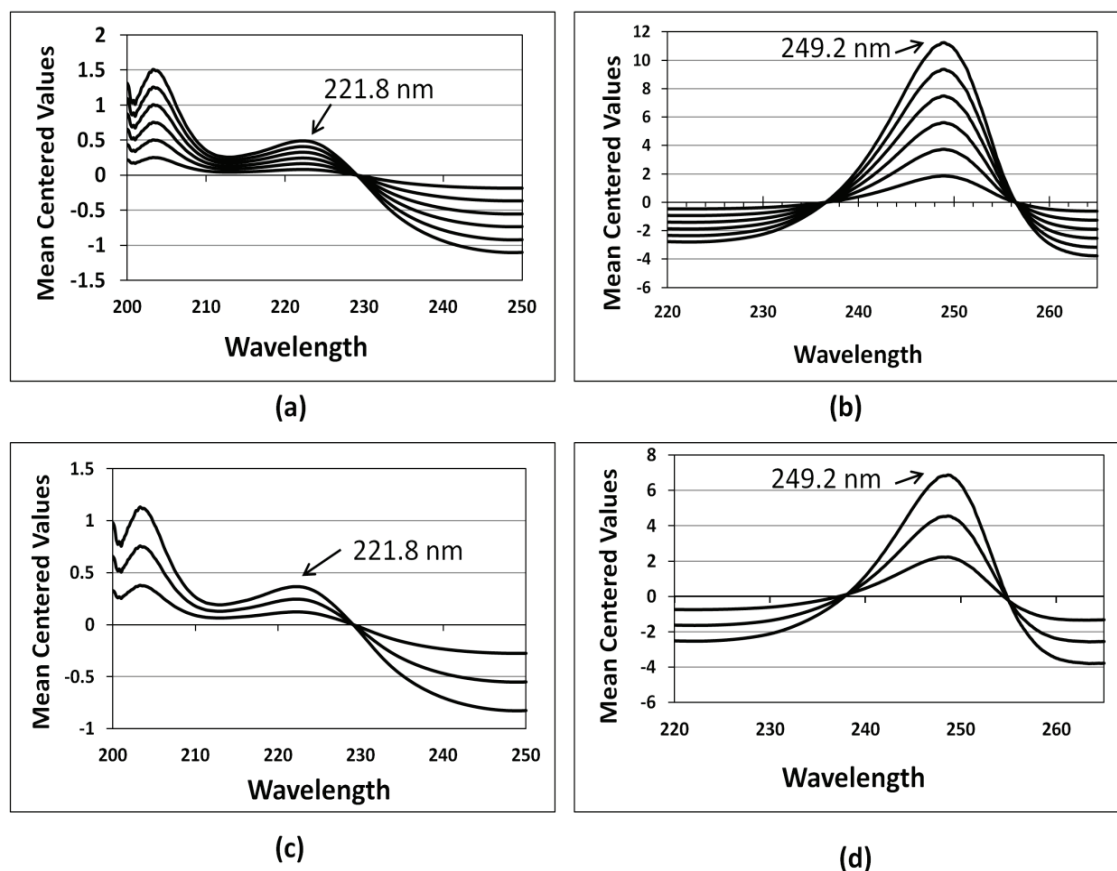 Mean Centered Values
2
1.5
1
0.5
0
-0.5
-1
-1.5
221.8 nm
200 210 220 230 240 250
Wavelength
(a)
Mean Centered Values
12
10
8
6
4
2
0
-2
-4
-6
249.2 nm
220 230 240 250 260
Wavelength
(b)
Mean Centered Values
1.5
1
0.5
0
-0.5
-1
221.8 nm
200 210 220 230 240 250
Wavelength
(c)
Mean Centered Values
8
6
4
2
0
-2
-4
-6
249.2 nm
220 230 240 250 260
Wavelength
(d)